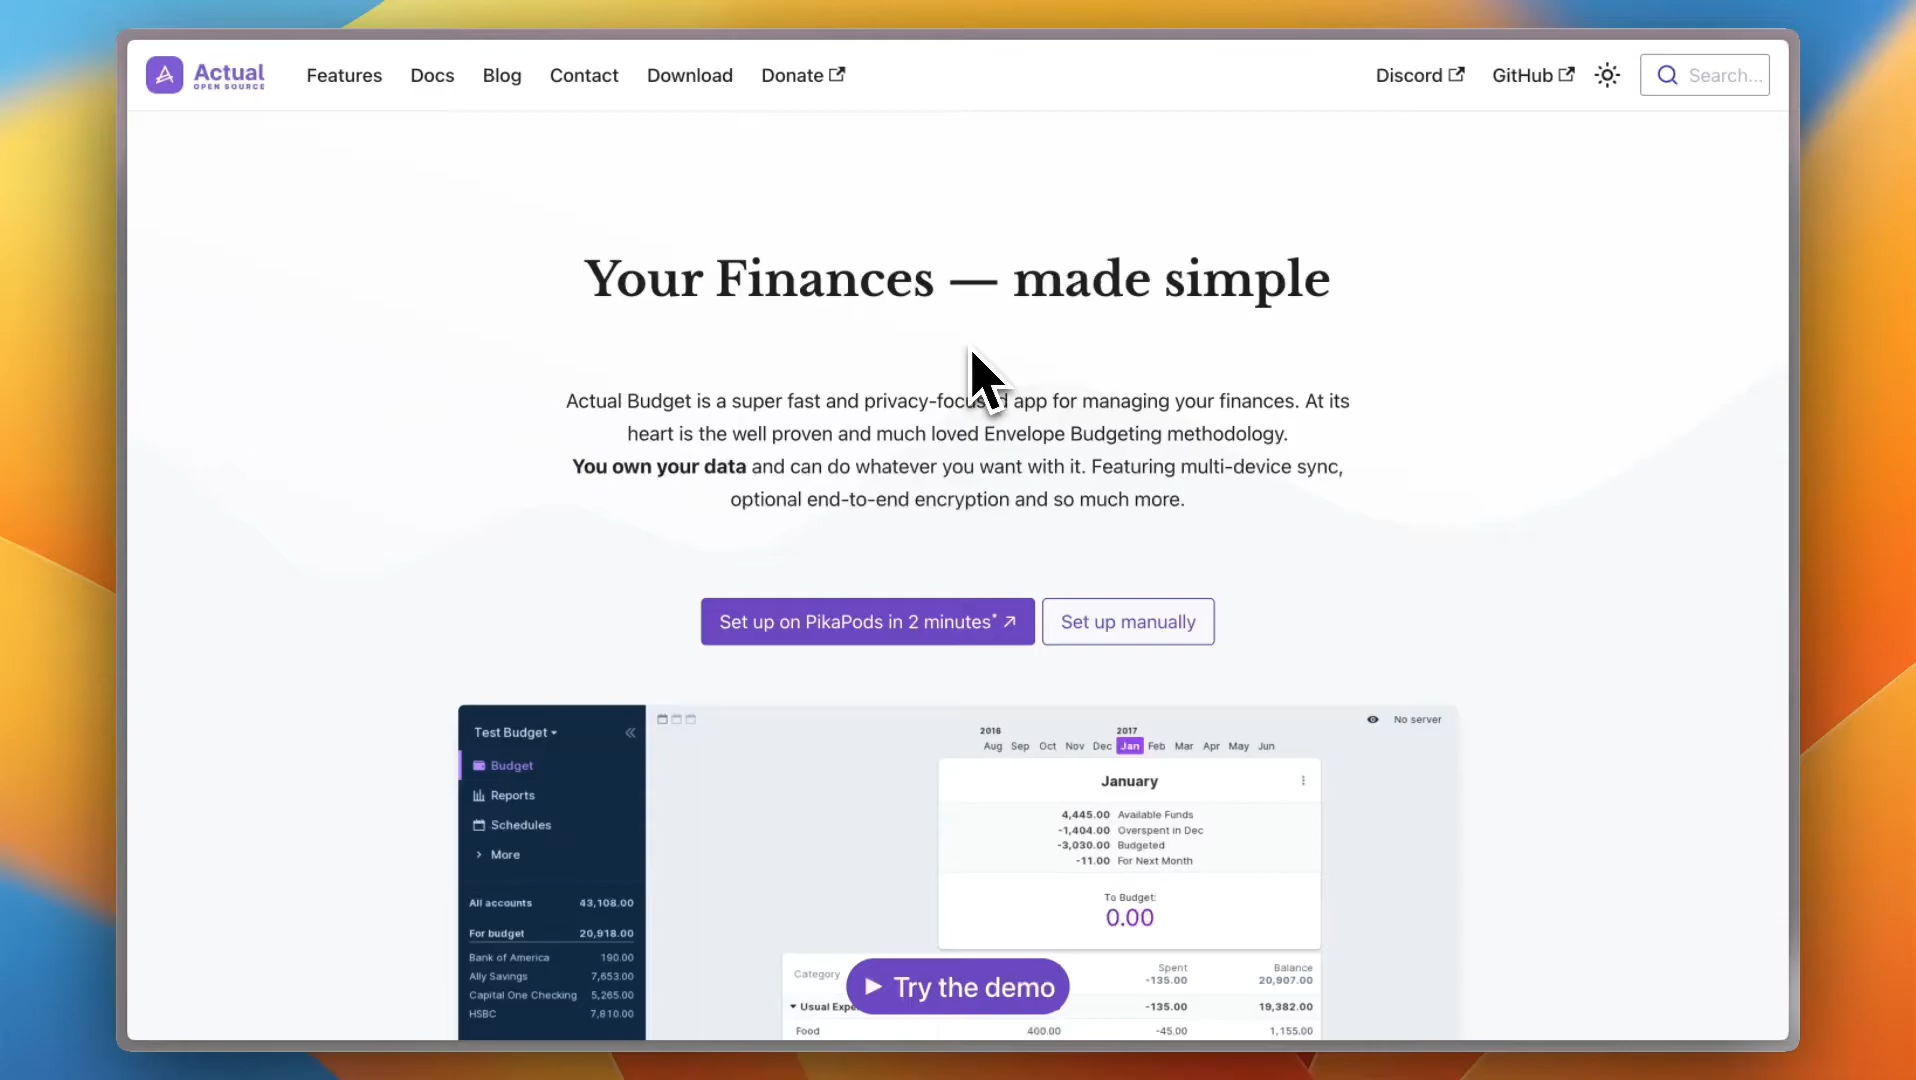 Actual
OPEN SOURCE
Features Docs Blog Contact Download Donate
Discord GitHub Search...
Your Finances — made simple
Actual Budget is a super fast and privacy-focused app for managing your finances. At its
heart is the well proven and much loved Envelope Budgeting methodology.
You own your data and can do whatever you want with it. Featuring multi-device sync,
optional end-to-end encryption and so much more.
Set up on PikaPods in 2 minutes* ↗ Set up manually
Test Budget
Budget
Reports
Schedules
More
All accounts 43,108.00
For budget 20,918.00
Bank of America 190.00
Ally Savings 7,653.00
Capital One Checking 5,265.00
HSBC 7,810.00
No server
2016 2017
Aug Sep Oct Nov Dec Jan Feb Mar Apr May Jun
January
4,445.00 Available Funds
-1,404.00 Overspent in Dec
-3,030.00 Budgeted
-11.00 For Next Month
To Budget:
0.00
Category Spent Balance
-135.00 20,907.00
Try the demo
Usual -135.00 19,382.00
Food 400.00 -45.00 1,155.00